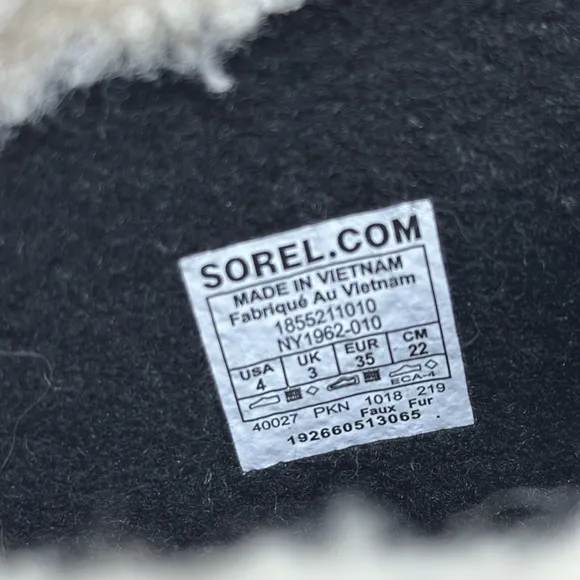 SOREL.COM
MADE IN VIETNAM
Fabriqué Au Vietnam
1855211010
NY1962-010
USA UK EUR CM
4 3 35 22
ECA-4
40027 PKN 1018 219
Faux Fur
192660513065